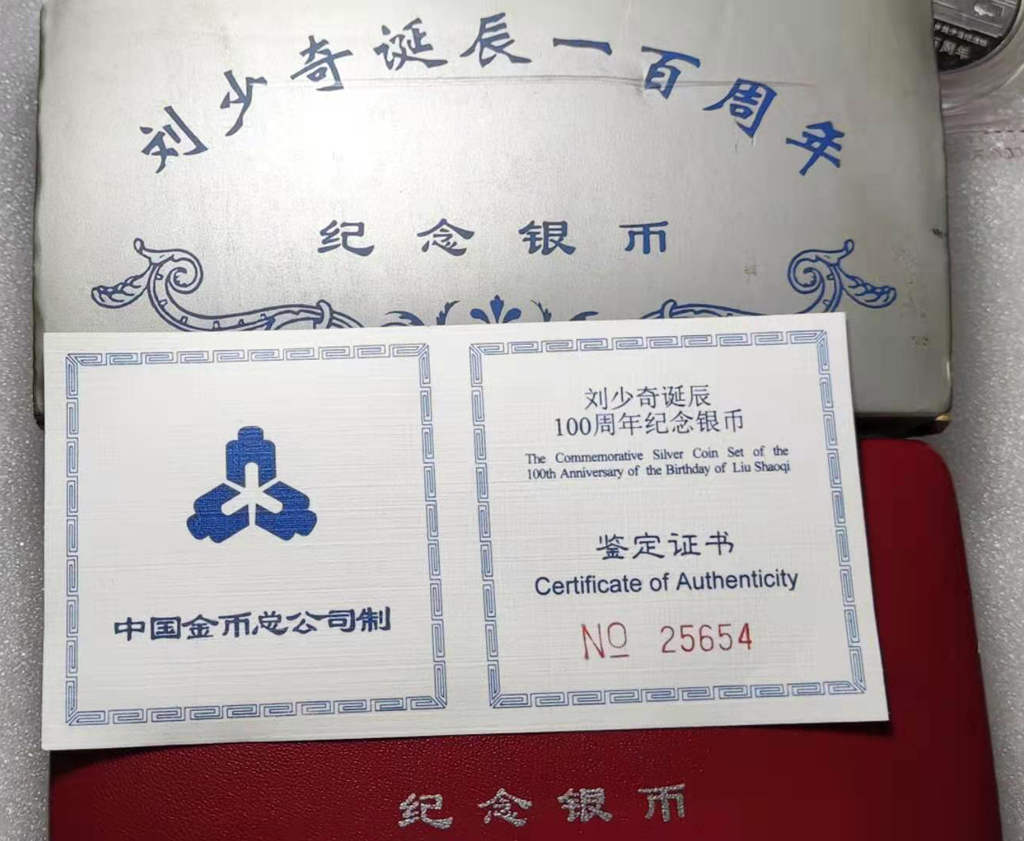 刘少奇诞辰一百周年
纪念银币
中国金币总公司制
刘少奇诞辰
100周年纪念银币
The Commemorative Silver Coin Set of the
100th Anniversary of the Birthday of Liu Shaoqi
鉴定证书
Certificate of Authenticity
NO 25654
纪念银币